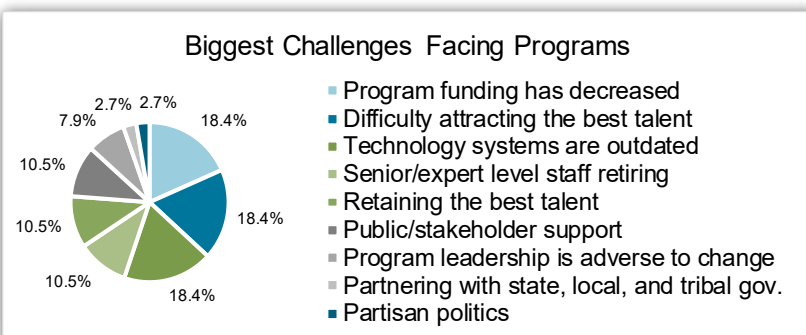 Biggest Challenges Facing Programs
2.7% 2.7%
7.9%
18.4%
10.5%
18.4%
10.5%
10.5%
18.4%
Program funding has decreased
Difficulty attracting the best talent
Technology systems are outdated
Senior/expert level staff retiring
Retaining the best talent
Public/stakeholder support
Program leadership is adverse to change
Partnering with state, local, and tribal gov.
Partisan politics